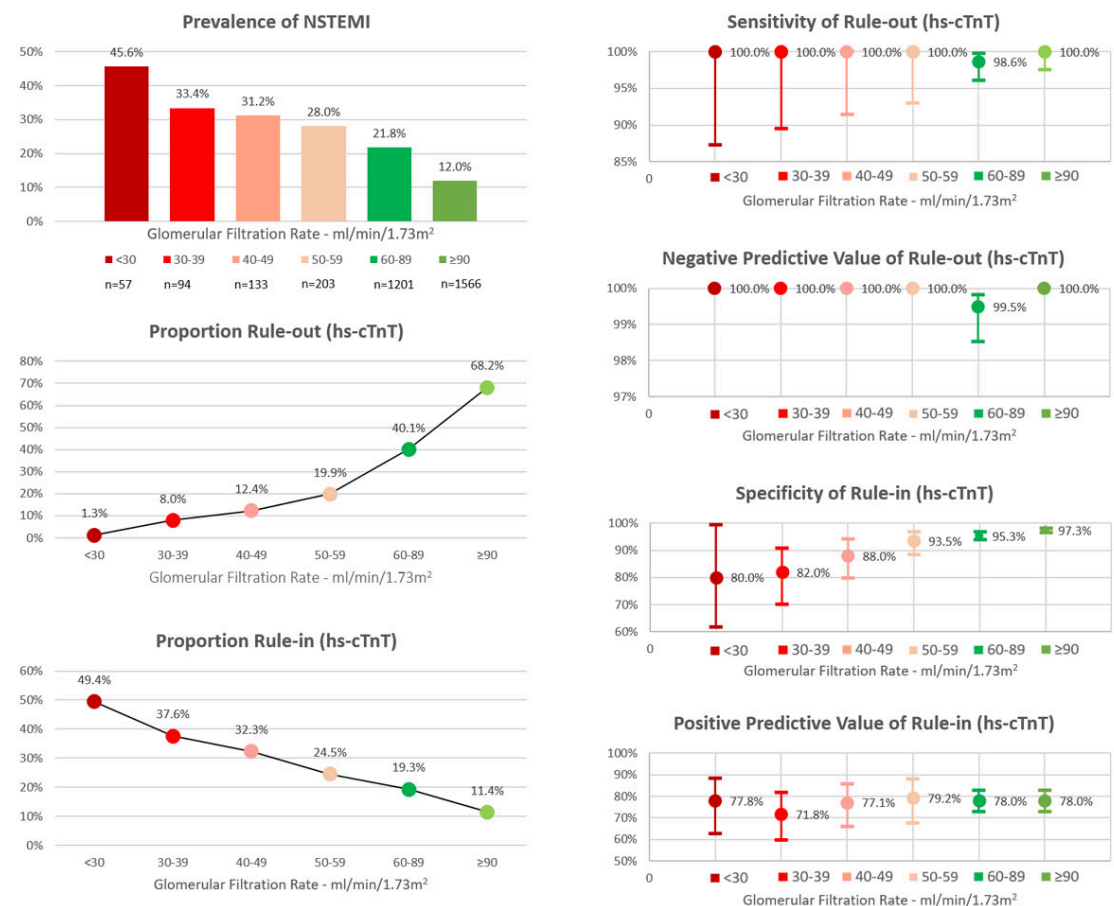 Prevalence of NSTEMI
50%
40%
30%
20%
10%
0%
45.6%
33.4%
31.2%
28.0%
21.8%
12.0%
Glomerular Filtration Rate - ml/min/1.73m²
<30 30-39 40-49 50-59 60-89 ≥90
n=57 n=94 n=133 n=203 n=1201 n=1566
Proportion Rule-out (hs-cTnT)
80%
70%
60%
50%
40%
30%
20%
10%
0%
1.3%
8.0%
12.4%
19.9%
40.1%
68.2%
<30 30-39 40-49 50-59 60-89 ≥90
Glomerular Filtration Rate - ml/min/1.73m²
Proportion Rule-in (hs-cTnT)
60%
50%
40%
30%
20%
10%
0%
49.4%
37.6%
32.3%
24.5%
19.3%
11.4%
<30 30-39 40-49 50-59 60-89 ≥90
Glomerular Filtration Rate - ml/min/1.73m²
Sensitivity of Rule-out (hs-cTnT)
100%
95%
90%
85%
100.0% 100.0% 100.0% 100.0% 98.6% 100.0%
0 <30 30-39 40-49 50-59 60-89 ≥90
Glomerular Filtration Rate - ml/min/1.73m²
Negative Predictive Value of Rule-out (hs-cTnT)
100%
99%
98%
97%
100.0% 100.0% 100.0% 100.0% 99.5% 100.0%
0 <30 30-39 40-49 50-59 60-89 ≥90
Glomerular Filtration Rate - ml/min/1.73m²
Specificity of Rule-in (hs-cTnT)
100%
90%
80%
70%
60%
80.0% 82.0% 88.0% 93.5% 95.3% 97.3%
0 <30 30-39 40-49 50-59 60-89 ≥90
Glomerular Filtration Rate - ml/min/1.73m²
Positive Predictive Value of Rule-in (hs-cTnT)
100%
90%
80%
70%
60%
50%
77.8% 71.8% 77.1% 79.2% 78.0% 78.0%
0 <30 30-39 40-49 50-59 60-89 ≥90
Glomerular Filtration Rate - ml/min/1.73m²